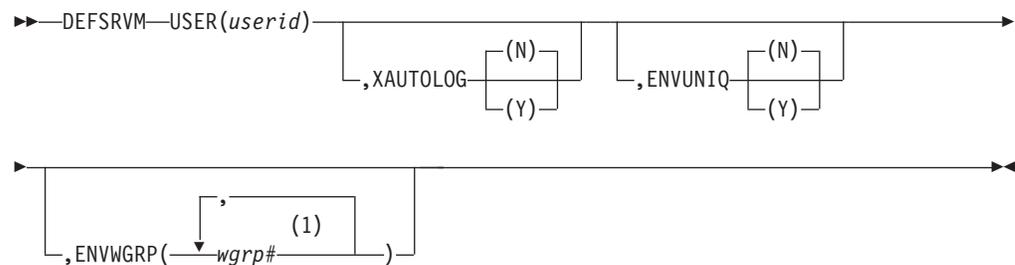 DEFSRVM USER(userid)
,XAUTOLOG (N) (Y)
,ENVUNIQ (N) (Y)
,ENVWGRP( , (1) wgrp# )